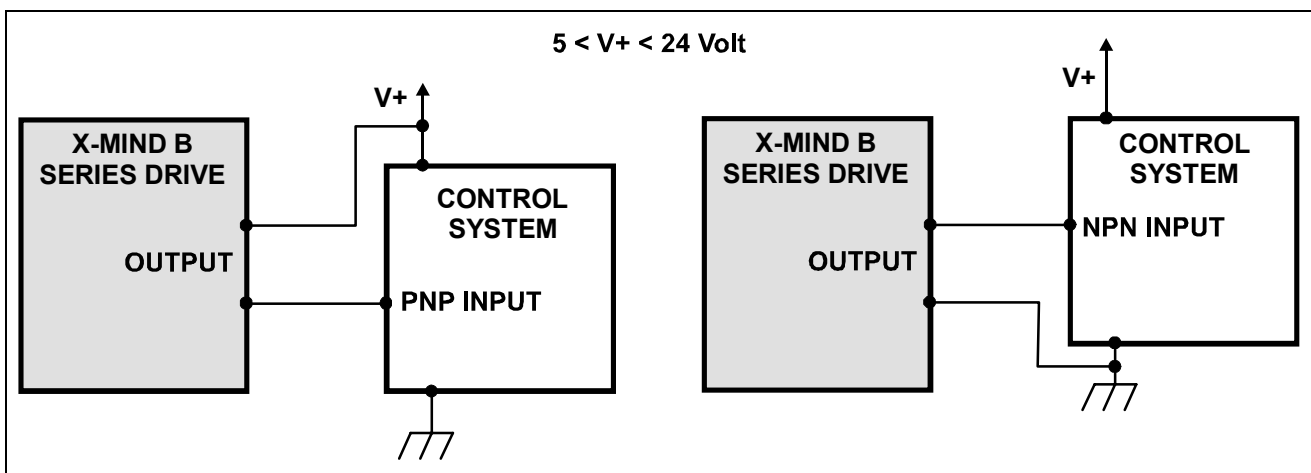 5 < V+ < 24 Volt
V+
X-MIND B
SERIES DRIVE
OUTPUT
CONTROL
SYSTEM
PNP INPUT
V+
X-MIND B
SERIES DRIVE
OUTPUT
CONTROL
SYSTEM
NPN INPUT